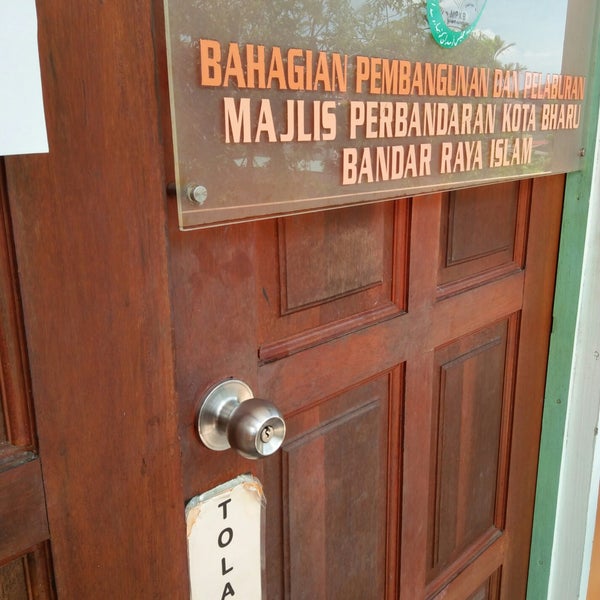 BAHAGIAN PEMBANGUNAN DAN PELABURAN
MAJLIS PERBANDARAN KOTA BHARU
BANDAR RAYA ISLAM